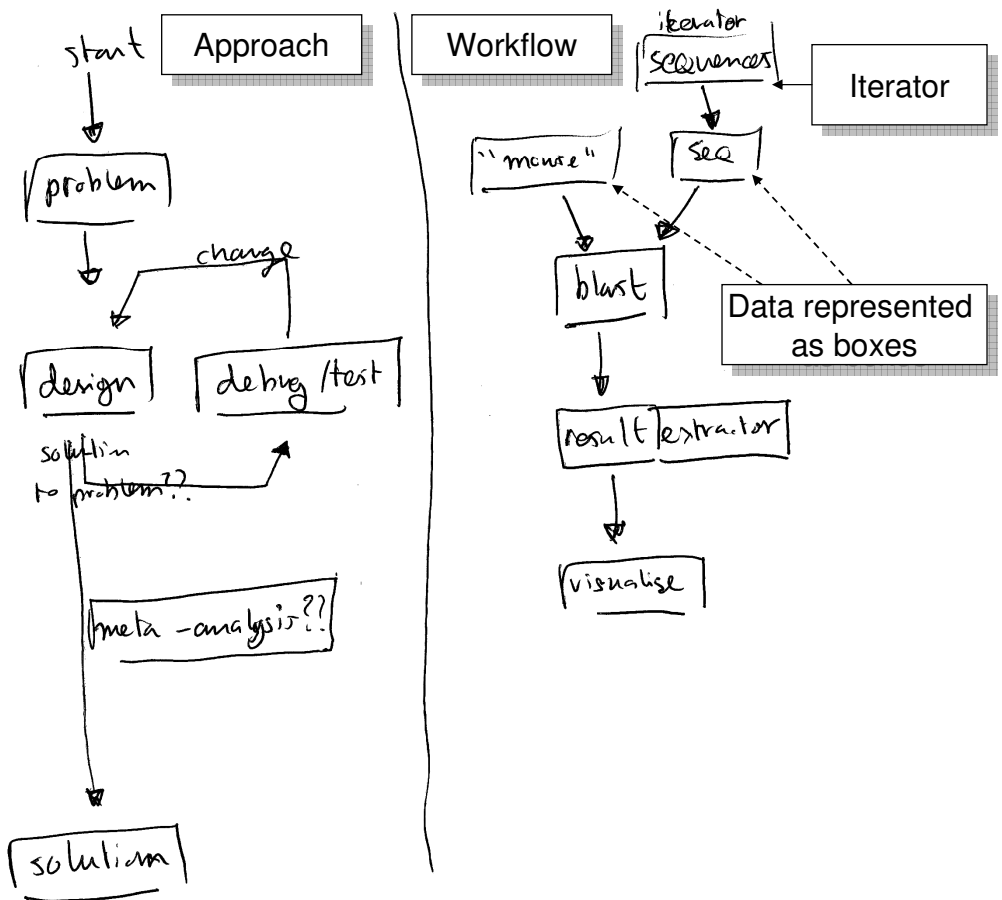 start
Approach
problem
change
design
debug/test
solution
to problem??
meta-analysis??
solution
Workflow
iterator
sequences
Iterator
"mouse"
seq
blast
Data represented
as boxes
result extractor
visualise